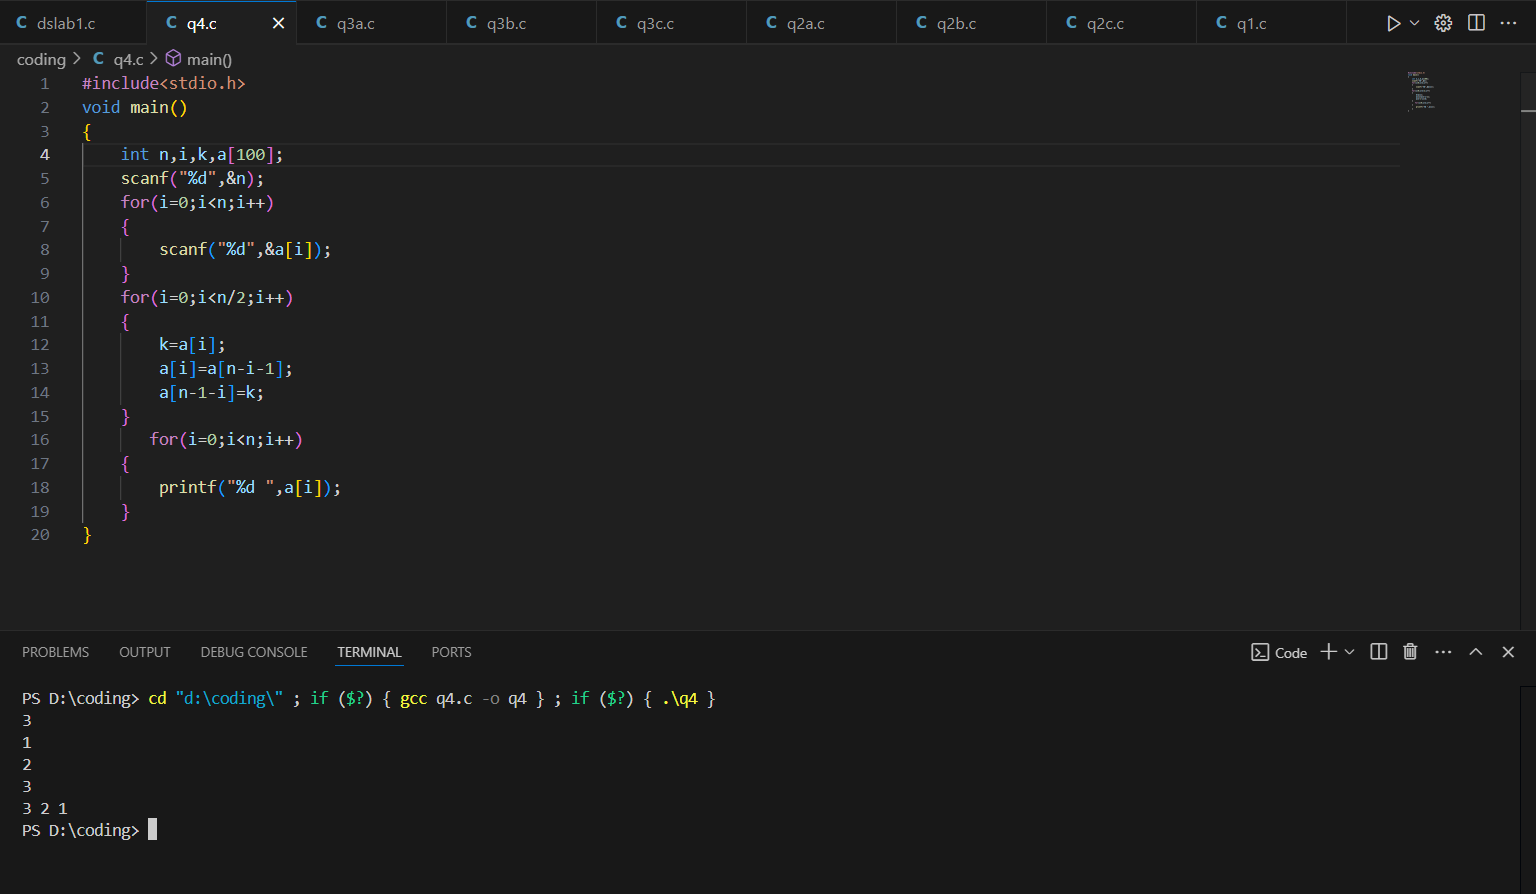 C dslab1.c C q4.c × C q3a.c C q3b.c C q3c.c C q2a.c C q2b.c C q2c.c C q1.c
coding > C q4.c > main()
1 #include<stdio.h>
2 void main()
3 {
4     int n,i,k,a[100];
5     scanf("%d",&n);
6     for(i=0;i<n;i++)
7     {
8         scanf("%d",&a[i]);
9     }
10     for(i=0;i<n/2;i++)
11     {
12         k=a[i];
13         a[i]=a[n-i-1];
14         a[n-1-i]=k;
15     }
16        for(i=0;i<n;i++)
17     {
18         printf("%d ",a[i]);
19     }
20 }
PROBLEMS OUTPUT DEBUG CONSOLE TERMINAL PORTS Code
PS D:\coding> cd "d:\coding\" ; if ($?) { gcc q4.c -o q4 } ; if ($?) { .\q4 }
3
1
2
3
3 2 1
PS D:\coding>